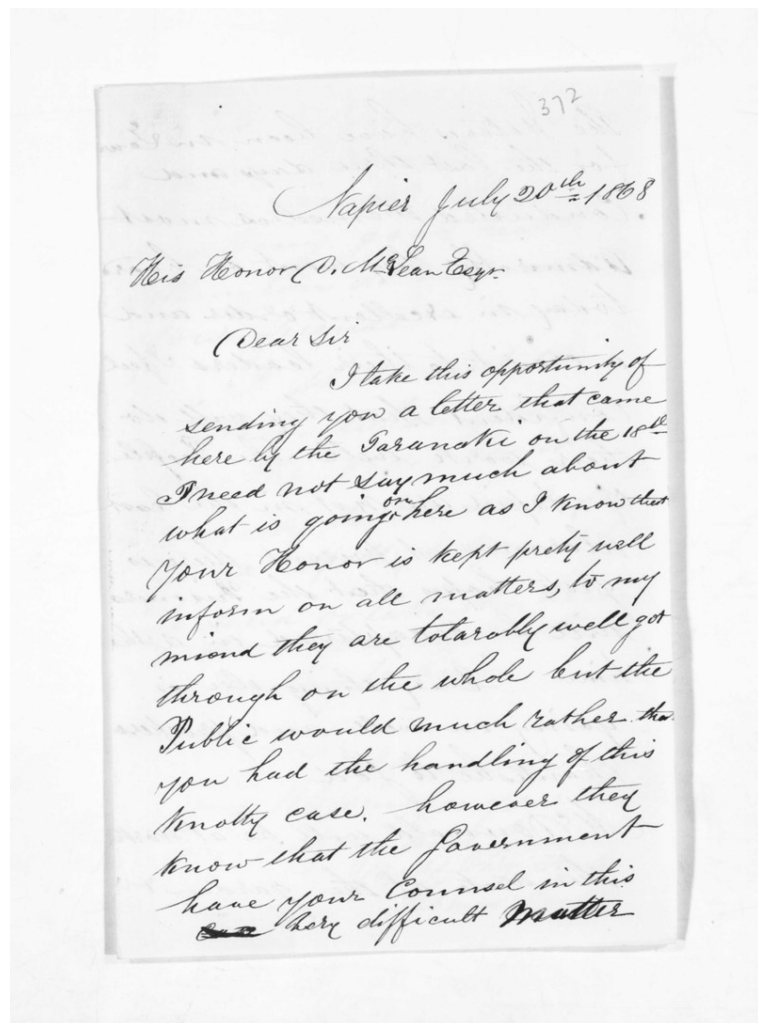 372
Napier July 20th 1868
His Honor D. McLean Esqr.
Dear Sir
I take this opportunity of
sending you a letter that came
here by the Taranaki on the 18th
I need not say much about
what is going on here as I know that
Your Honor is kept prety well
inform on all matters, to my
miond they are tolarobly well got
through on the whole but the
Public would much rather tha
you had the handling of this
Knotty case. however they
know that the Government
have your Counsel in this
very difficult Matter